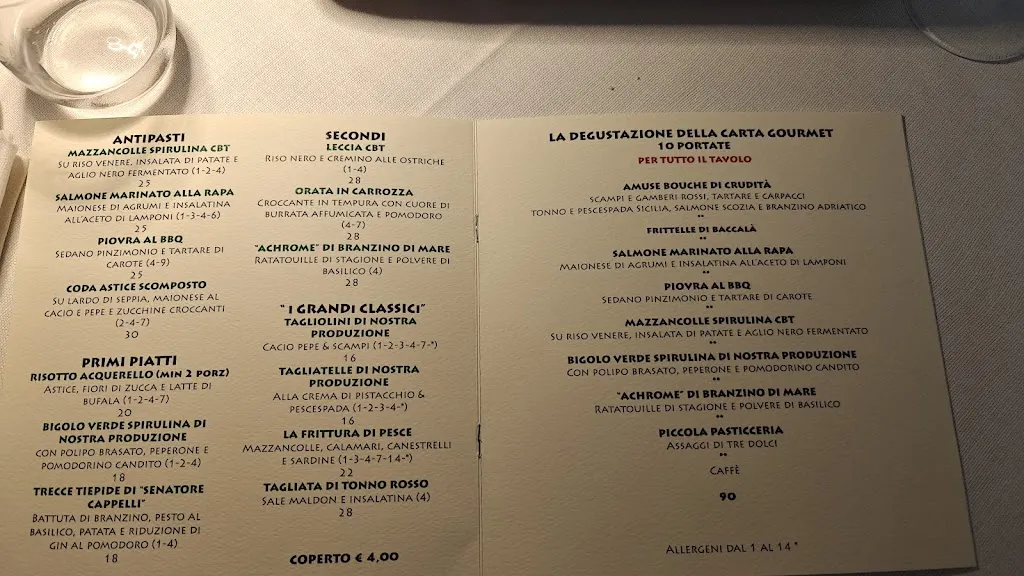 ANTIPASTI
MAZZANCOLLE SPIRULINA CBT
SU RISO VENERE, INSALATA DI PATATE E
AGLIO NERO FERMENTATO (1-2-4)
25
SALMONE MARINATO ALLA RAPA
MAIONESE DI AGRUMI E INSALATINA
ALL'ACETO DI LAMPONI (1-3-4-6)
25
PIOVRA AL BBQ
SEDANO PINZIMONIO E TARTARE DI
CAROTE (4-9)
25
CODA ASTICE SCOMPOSTO
SU LARDO DI SEPPIA, MAIONESE AL
CACIO E PEPE E ZUCCHINE CROCCANTI
(2-4-7)
30
PRIMI PIATTI
RISOTTO ACQUERELLO (MIN 2 PORZ)
ASTICE, FIORI DI ZUCCA E LATTE DI
BUFALA (1-2-4-7)
20
BIGOLO VERDE SPIRULINA DI
NOSTRA PRODUZIONE
CON POLIPO BRASATO, PEPERONE E
POMODORINO CANDITO (1-2-4)
18
TRECCE TIEPIDE DI "SENATORE
CAPPELLI"
BATTUTA DI BRANZINO, PESTO AL
BASILICO, PATATA E RIDUZIONE DI
GIN AL POMODORO (1-4)
18
SECONDI
LECCIA CBT
RISO NERO E CREMINO ALLE OSTRICHE
(1-4)
28
ORATA IN CARROZZA
CROCCANTE IN TEMPURA CON CUORE DI
BURRATA AFFUMICATA E POMODORO
(4-7)
28
"ACHROME" DI BRANZINO DI MARE
RATATOUILLE DI STAGIONE E POLVERE DI
BASILICO (4)
28
" I GRANDI CLASSICI"
TAGLIOLINI DI NOSTRA
PRODUZIONE
CACIO PEPE & SCAMPI (1-2-3-4-7-*)
16
TAGLIATELLE DI NOSTRA
PRODUZIONE
ALLA CREMA DI PISTACCHIO &
PESCESPADA (1-2-3-4-*)
16
LA FRITTURA DI PESCE
MAZZANCOLLE, CALAMARI, CANESTRELLI
E SARDINE (1-3-4-7-14-*)
22
TAGLIATA DI TONNO ROSSO
SALE MALDON E INSALATINA (4)
28
COPERTO € 4,00
LA DEGUSTAZIONE DELLA CARTA GOURMET
10 PORTATE
PER TUTTO IL TAVOLO
AMUSE BOUCHE DI CRUDITÀ
SCAMPI E GAMBERI ROSSI, TARTARE E CARPACCI
TONNO E PESCESPADA SICILIA, SALMONE SCOZIA E BRANZINO ADRIATICO
**
FRITTELLE DI BACCALÀ
**
SALMONE MARINATO ALLA RAPA
MAIONESE DI AGRUMI E INSALATINA ALL'ACETO DI LAMPONI
**
PIOVRA AL BBQ
SEDANO PINZIMONIO E TARTARE DI CAROTE
**
MAZZANCOLLE SPIRULINA CBT
SU RISO VENERE, INSALATA DI PATATE E AGLIO NERO FERMENTATO
**
BIGOLO VERDE SPIRULINA DI NOSTRA PRODUZIONE
CON POLIPO BRASATO, PEPERONE E POMODORINO CANDITO
**
"ACHROME" DI BRANZINO DI MARE
RATATOUILLE DI STAGIONE E POLVERE DI BASILICO
**
PICCOLA PASTICCERIA
ASSAGGI DI TRE DOLCI
**
CAFFÈ
90
ALLERGENI DAL 1 AL 14 *